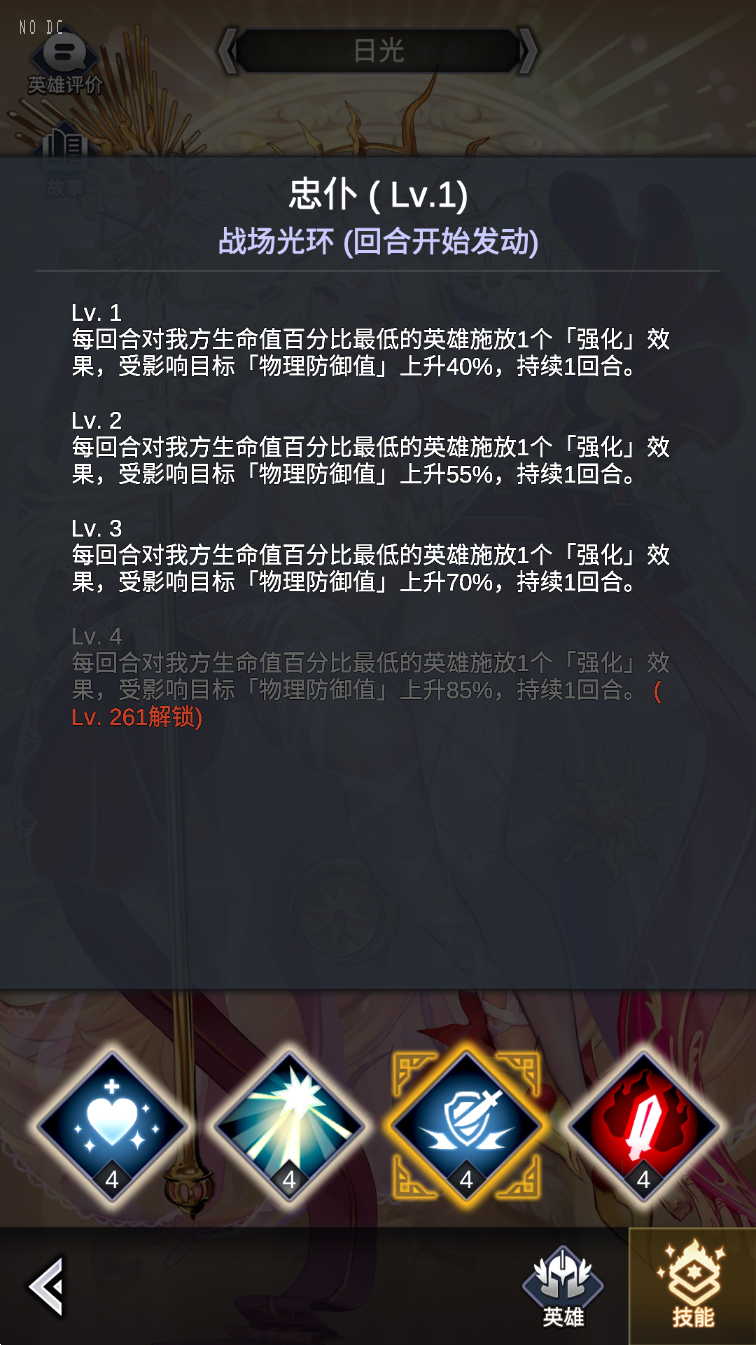 NO DC
日光
英雄评价
故事
忠仆 ( Lv.1)
战场光环 (回合开始发动)
Lv. 1
每回合对我方生命值百分比最低的英雄施放1个「强化」效
果，受影响目标「物理防御值」上升40%，持续1回合。
Lv. 2
每回合对我方生命值百分比最低的英雄施放1个「强化」效
果，受影响目标「物理防御值」上升55%，持续1回合。
Lv. 3
每回合对我方生命值百分比最低的英雄施放1个「强化」效
果，受影响目标「物理防御值」上升70%，持续1回合。
Lv. 4
每回合对我方生命值百分比最低的英雄施放1个「强化」效
果，受影响目标「物理防御值」上升85%，持续1回合。 (
Lv. 261解锁)
4
4
4
4
英雄
技能